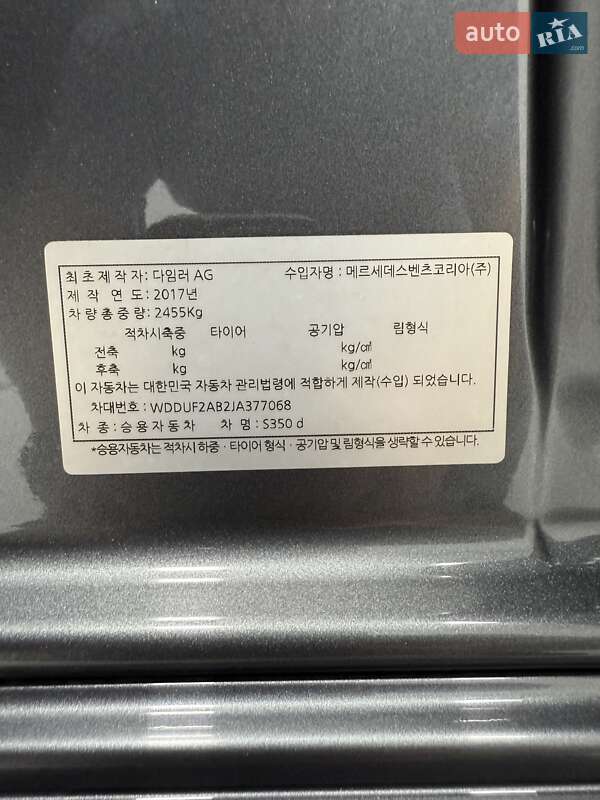 auto RIA .com
최초제작자: 다임러 AG 수입자명 : 메르세데스벤츠코리아(주)
제 작 연 도: 2017년
차량총중량: 2455Kg
적차시축중 타이어 공기압 림형식
전축 kg kg/㎠
후축 kg kg/㎠
이 자동차는 대한민국 자동차 관리법령에 적합하게 제작(수입) 되었습니다.
차대번호: WDDUF2AB2JA377068
차 종: 승용자동차 차 명: S350 d
*승용자동차는 적차시 하중 · 타이어 형식 · 공기압 및 림형식을 생략할 수 있습니다.